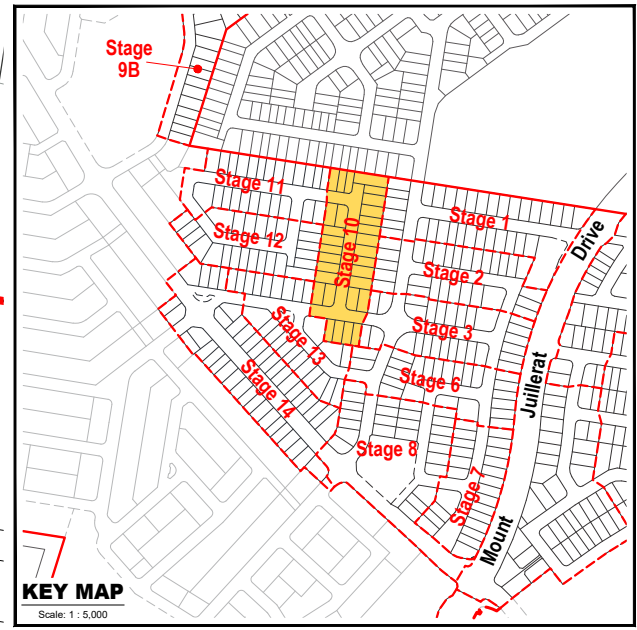 Stage
9B
Stage 11
Stage 1
Stage 12
Stage 10
Drive
Stage 2
Stage 3
Stage 13
Juillerat
Stage 6
Stage 14
Stage 8
Stage 7
Mount
KEY MAP
Scale: 1 : 5,000